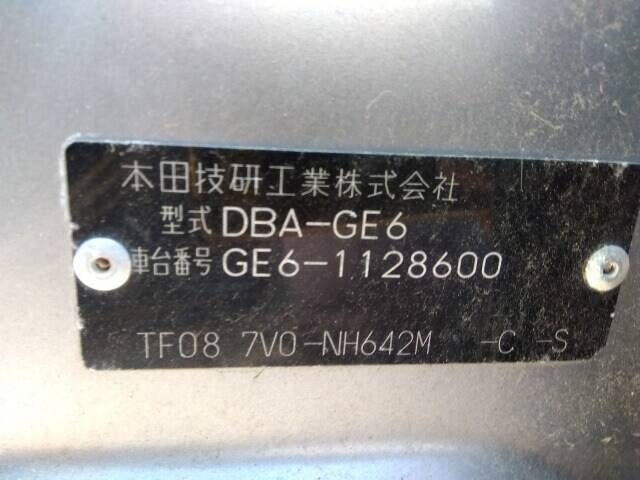 本田技研工業株式会社
型式 DBA-GE6
車台番号 GE6-1128600
TF08 7V0-NH642M -C -S